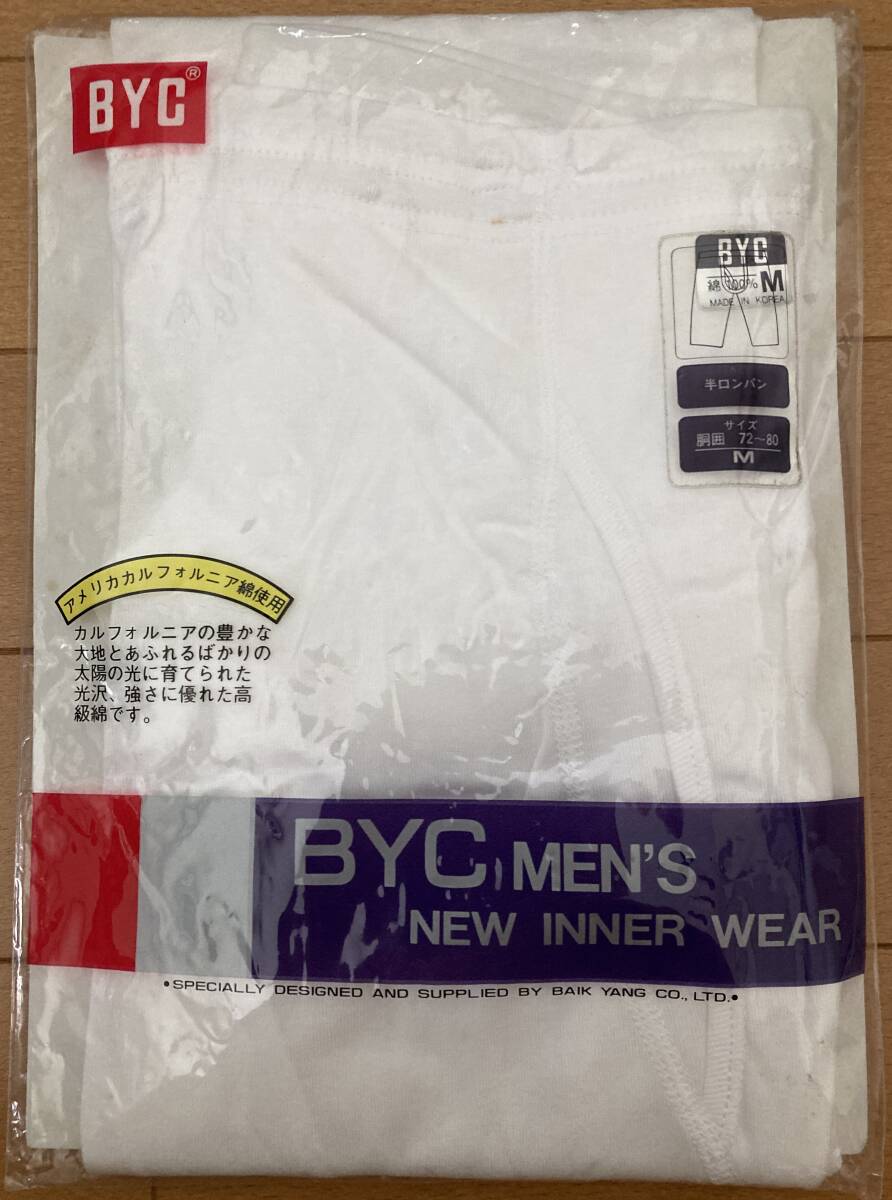 BYC®
BYC
綿 100% M
MADE IN KOREA
半ロンパン
サイズ
胴囲 72~80
M
アメリカカルフォルニア綿使用
カルフォルニアの豊かな
大地とあふれるばかりの
太陽の光に育てられた
光沢、強さに優れた高
級綿です。
BYC MEN'S
NEW INNER WEAR
•SPECIALLY DESIGNED AND SUPPLIED BY BAIK YANG CO., LTD.•